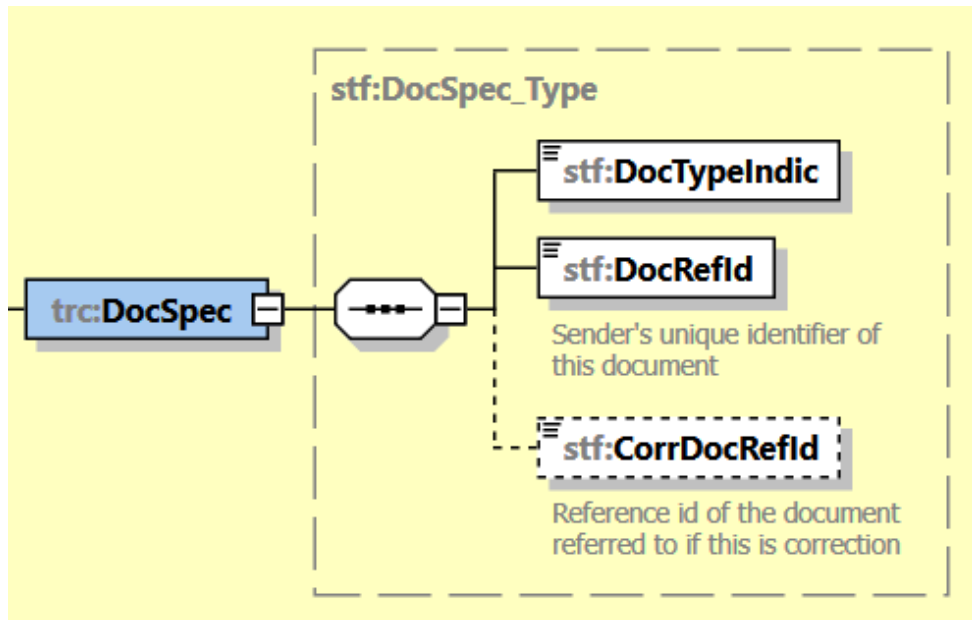 stf:DocSpec_Type
stf:DocTypeIndic
stf:DocRefId
trc:DocSpec
Sender's unique identifier of
this document
stf:CorrDocRefId
Reference id of the document
referred to if this is correction